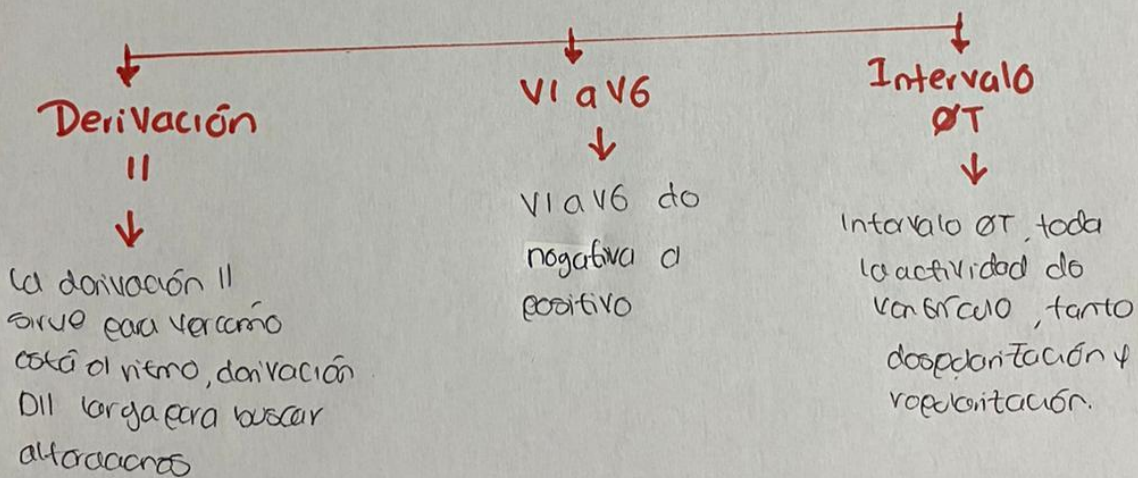 Derivación
II
La derivación II
sirve para ver como
está el ritmo, derivación
DII larga para buscar
alteraciones
V1 a V6
V1 a V6 de
negativa a
positivo
Intervalo
QT
Intervalo QT, toda
la actividad de
ventrículo, tanto
despolarización y
repolarización.